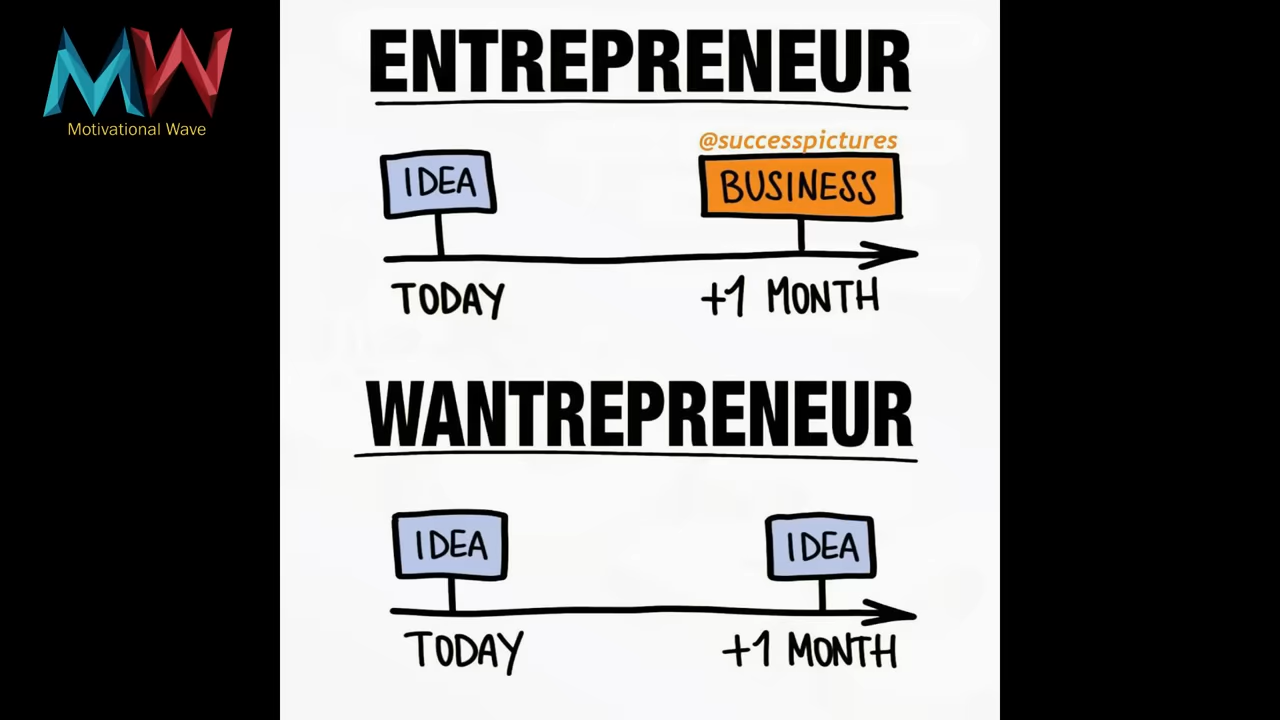 MW
Motivational Wave
ENTREPRENEUR
@successpictures
IDEA
BUSINESS
TODAY
+1 MONTH
WANTREPRENEUR
IDEA
IDEA
TODAY
+1 MONTH